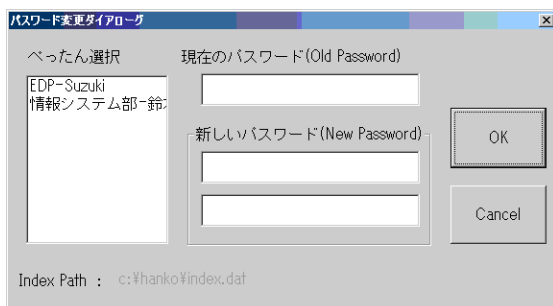 パスワード変更ダイアローグ
ぺったん選択
現在のパスワード(Old Password)
EDP-Suzuki
情報システム部-鈴
新しいパスワード(New Password)
OK
Cancel
Index Path : c:¥hanko¥index.dat